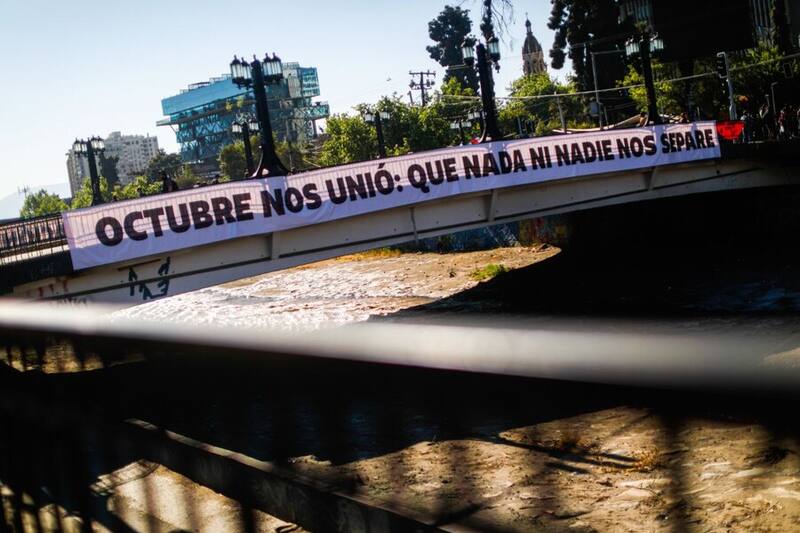 OCTUBRE NOS UNIÓ: QUE NADA NI NADIE NOS SEPARE